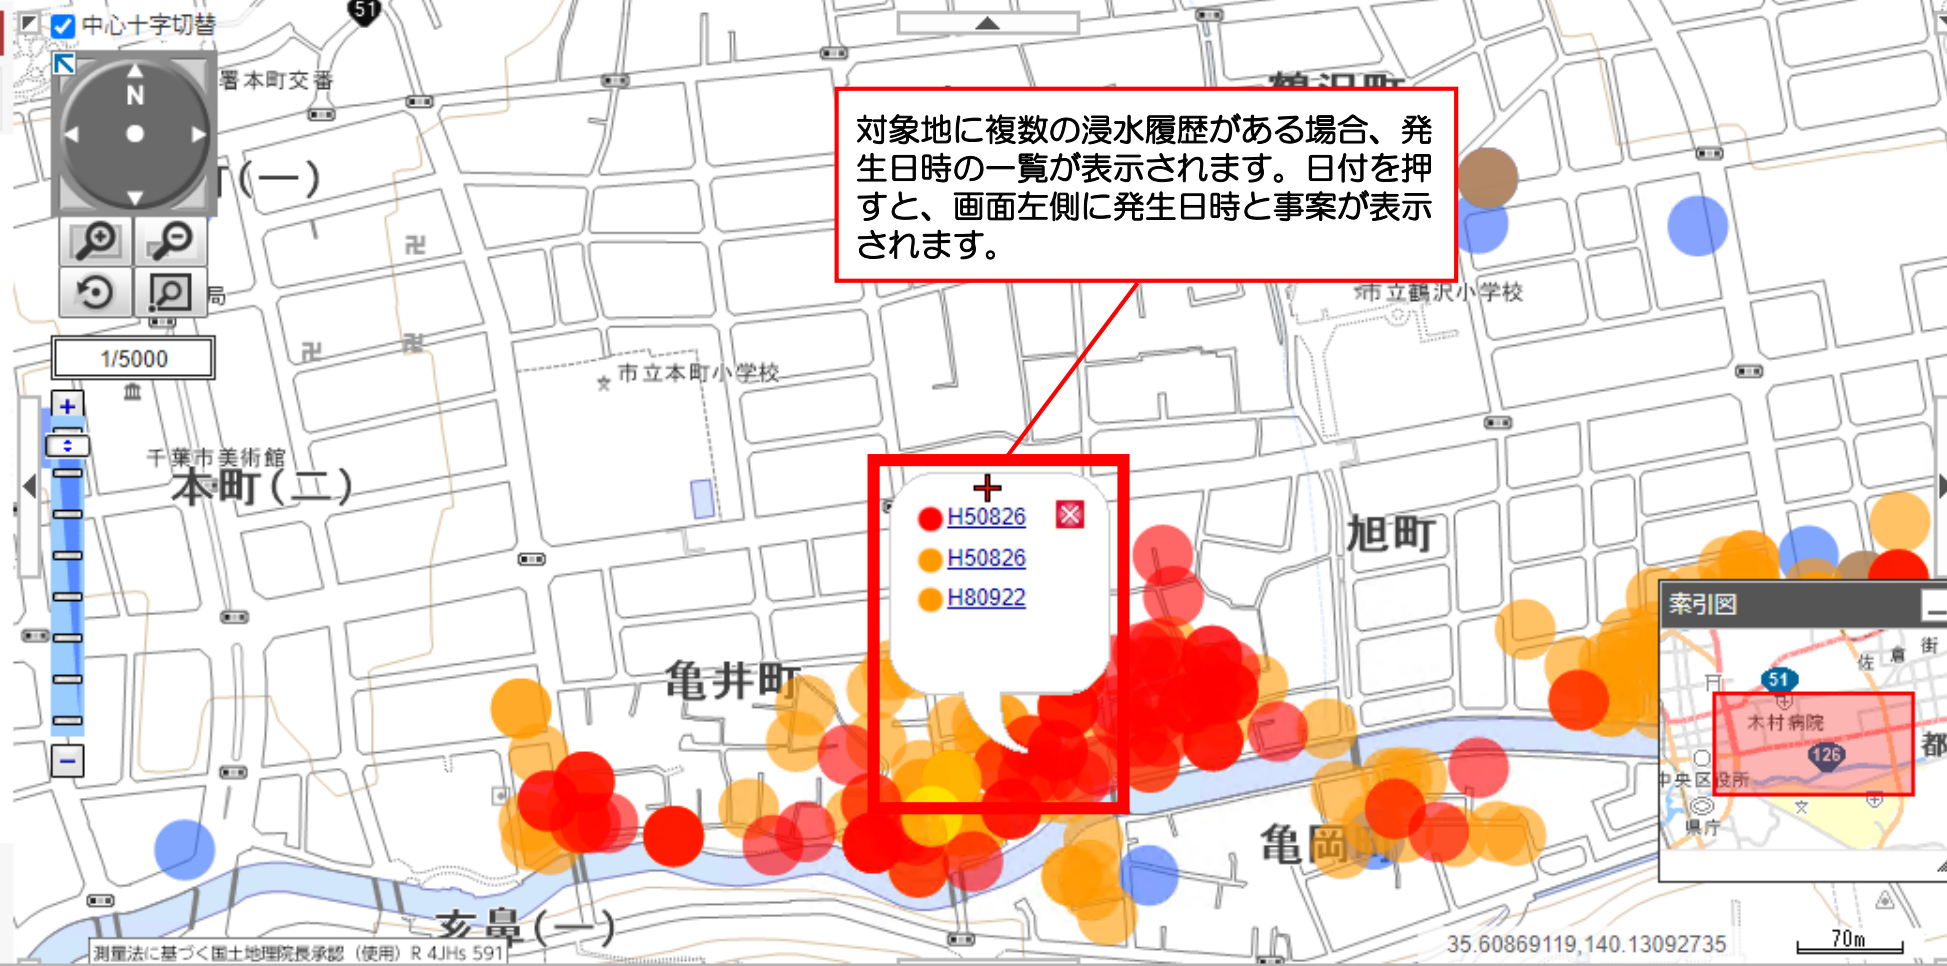 51
中心十字切替
署本町交番
N
(一)
局
1/5000
対象地に複数の浸水履歴がある場合、発
生日時の一覧が表示されます。日付を押
すと、画面左側に発生日時と事案が表示
されます。
市立鶴沢小学校
市立本町小学校
千葉市美術館
本町(二)
H50826
H50826
H80922
旭町
亀井町
索引図
街
佐倉
51
木村病院
126
都
中央区役所
県庁
亀岡
玄鼻(一)
測量法に基づく国土地理院長承認(使用)R 4JHs 591
35.60869119,140.13092735
70m